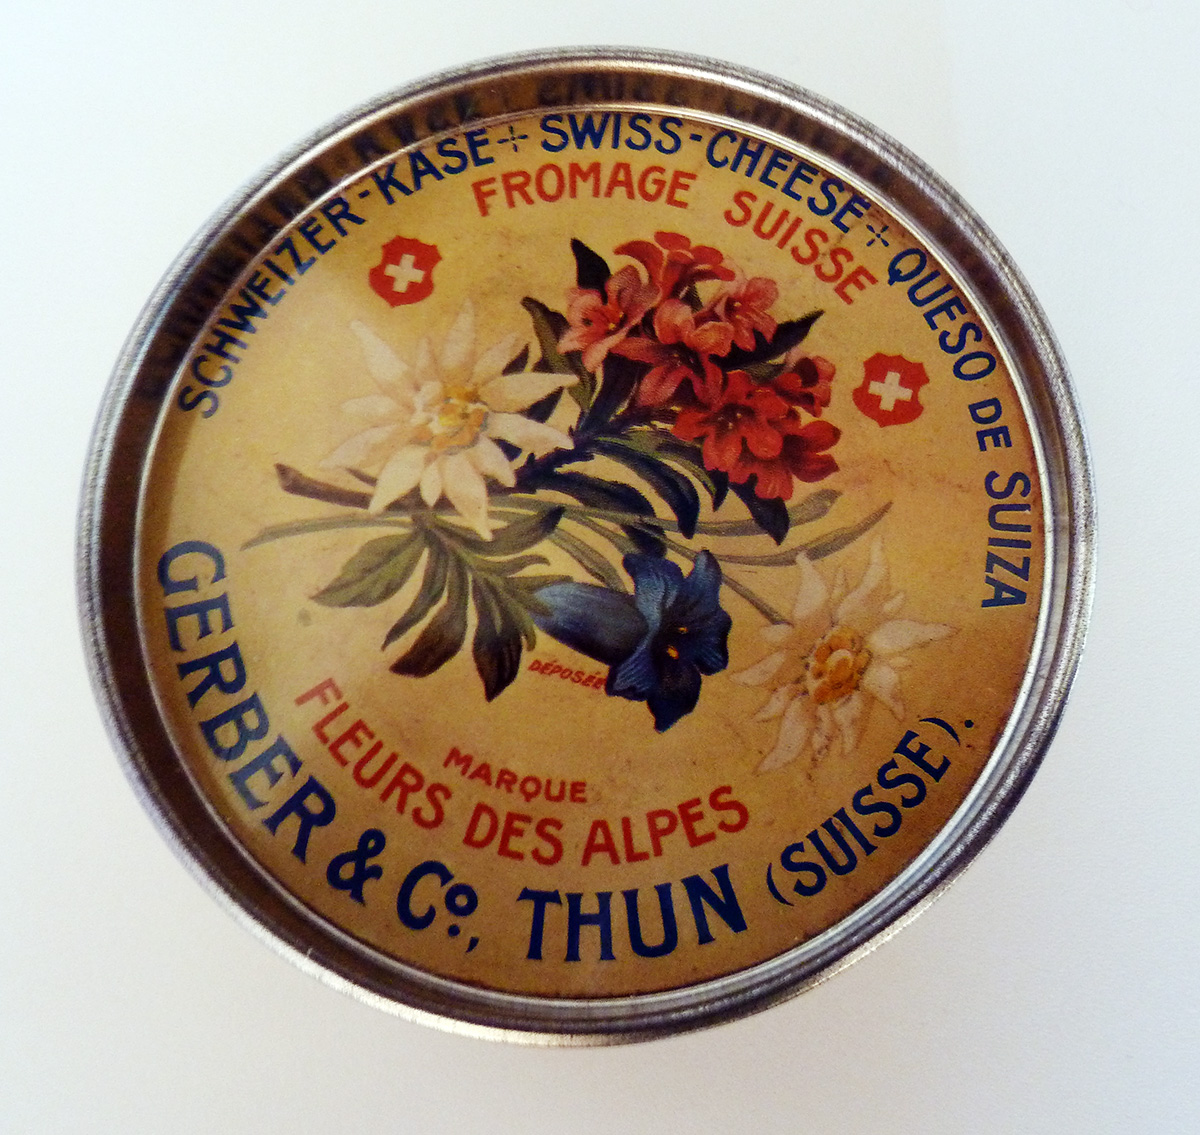 SCHWEIZER-KÄSE + SWISS-CHEESE + QUESO DE SUIZA
FROMAGE SUISSE
DÉPOSÉE
MARQUE
FLEURS DES ALPES
GERBER & Co., THUN (SUISSE).